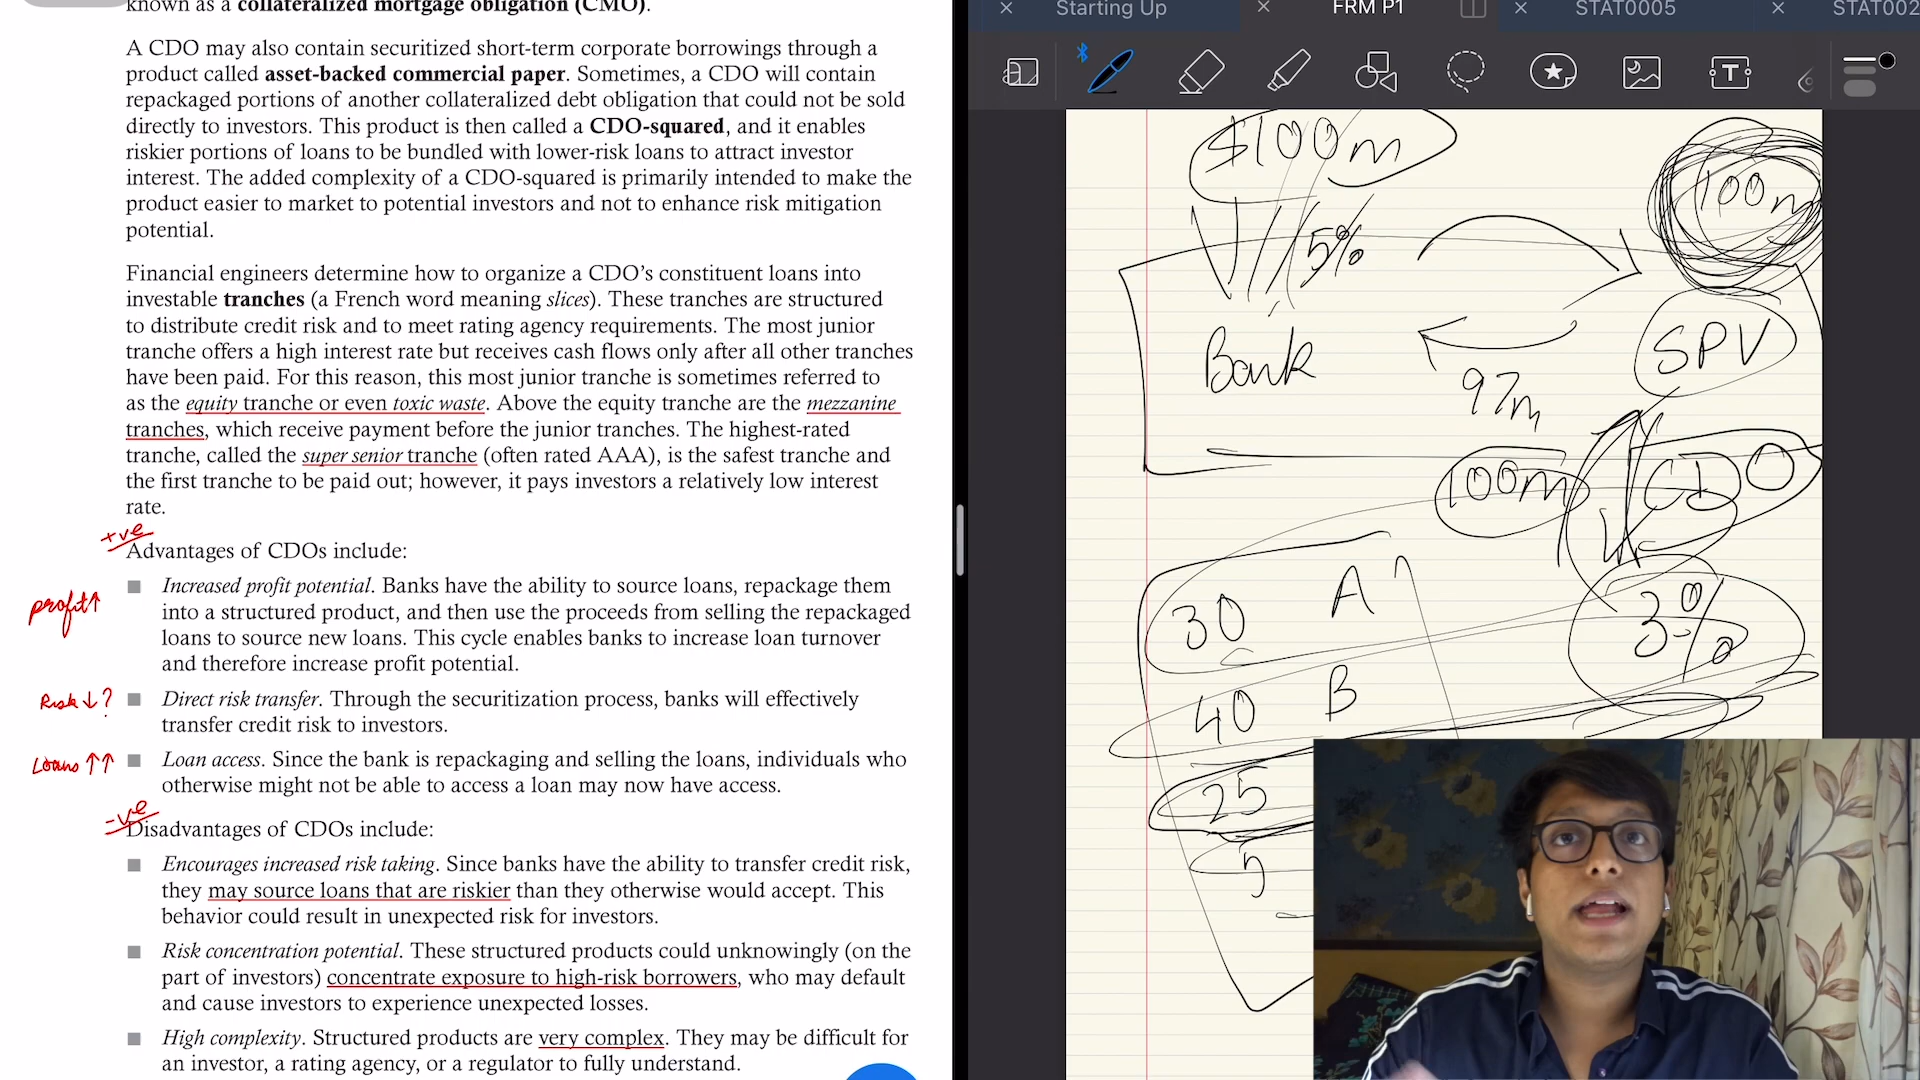 known as a collateralized mortgage obligation (CMO).
A CDO may also contain securitized short-term corporate borrowings through a
product called asset-backed commercial paper. Sometimes, a CDO will contain
repackaged portions of another collateralized debt obligation that could not be sold
directly to investors. This product is then called a CDO-squared, and it enables
riskier portions of loans to be bundled with lower-risk loans to attract investor
interest. The added complexity of a CDO-squared is primarily intended to make the
product easier to market to potential investors and not to enhance risk mitigation
potential.
Financial engineers determine how to organize a CDO’s constituent loans into
investable tranches (a French word meaning slices). These tranches are structured
to distribute credit risk and to meet rating agency requirements. The most junior
tranche offers a high interest rate but receives cash flows only after all other tranches
have been paid. For this reason, this most junior tranche is sometimes referred to
as the equity tranche or even toxic waste. Above the equity tranche are the mezzanine
tranches, which receive payment before the junior tranches. The highest-rated
tranche, called the super senior tranche (often rated AAA), is the safest tranche and
the first tranche to be paid out; however, it pays investors a relatively low interest
rate.
+ve
Advantages of CDOs include:
profit↑
■ Increased profit potential. Banks have the ability to source loans, repackage them
into a structured product, and then use the proceeds from selling the repackaged
loans to source new loans. This cycle enables banks to increase loan turnover
and therefore increase profit potential.
Risk ↓ ?
■ Direct risk transfer. Through the securitization process, banks will effectively
transfer credit risk to investors.
Loans ↑↑
■ Loan access. Since the bank is repackaging and selling the loans, individuals who
otherwise might not be able to access a loan may now have access.
-ve
Disadvantages of CDOs include:
■ Encourages increased risk taking. Since banks have the ability to transfer credit risk,
they may source loans that are riskier than they otherwise would accept. This
behavior could result in unexpected risk for investors.
■ Risk concentration potential. These structured products could unknowingly (on the
part of investors) concentrate exposure to high-risk borrowers, who may default
and cause investors to experience unexpected losses.
■ High complexity. Structured products are very complex. They may be difficult for
an investor, a rating agency, or a regulator to fully understand.
Starting Up
FRM P1
STAT0005
STAT002
T
$100m
100m
5%
Bank
SPV
97m
100m
CDO
30 A
3%
40 B
25
5